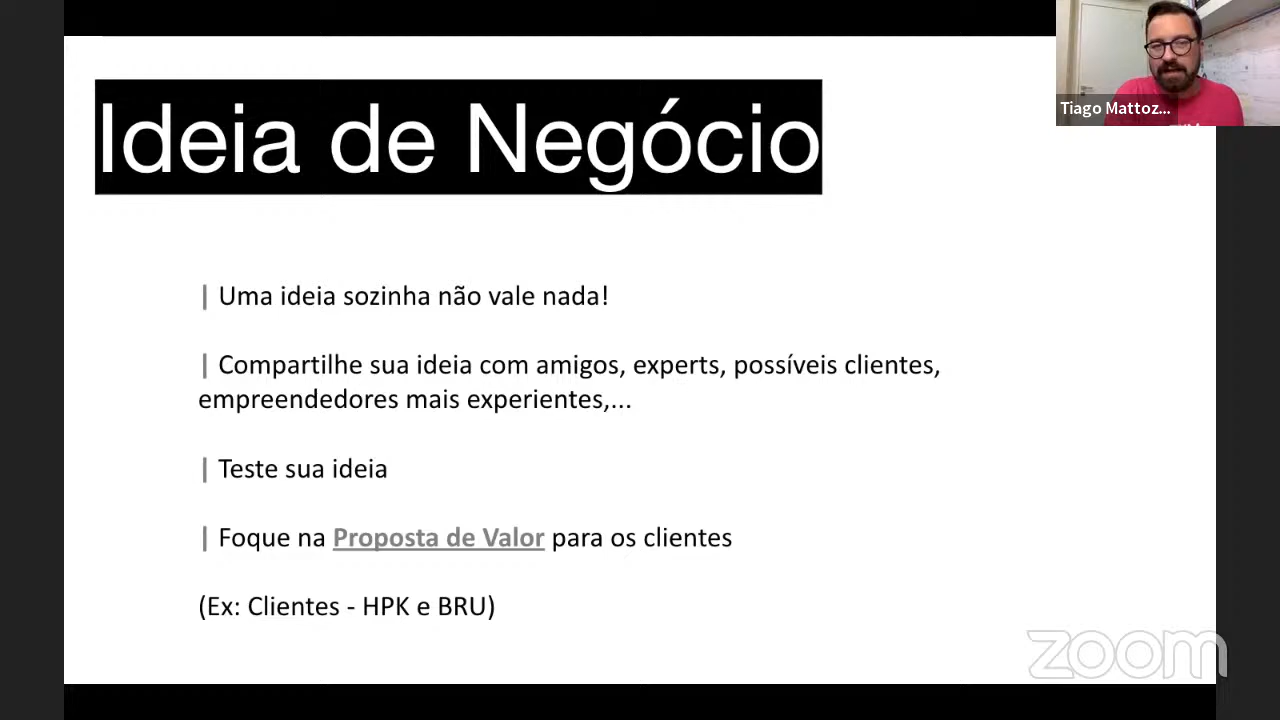 Ideia de Negócio
Tiago Mattoz...
| Uma ideia sozinha não vale nada!
| Compartilhe sua ideia com amigos, experts, possíveis clientes,
empreendedores mais experientes,...
| Teste sua ideia
| Foque na Proposta de Valor para os clientes
(Ex: Clientes - HPK e BRU)
zoom